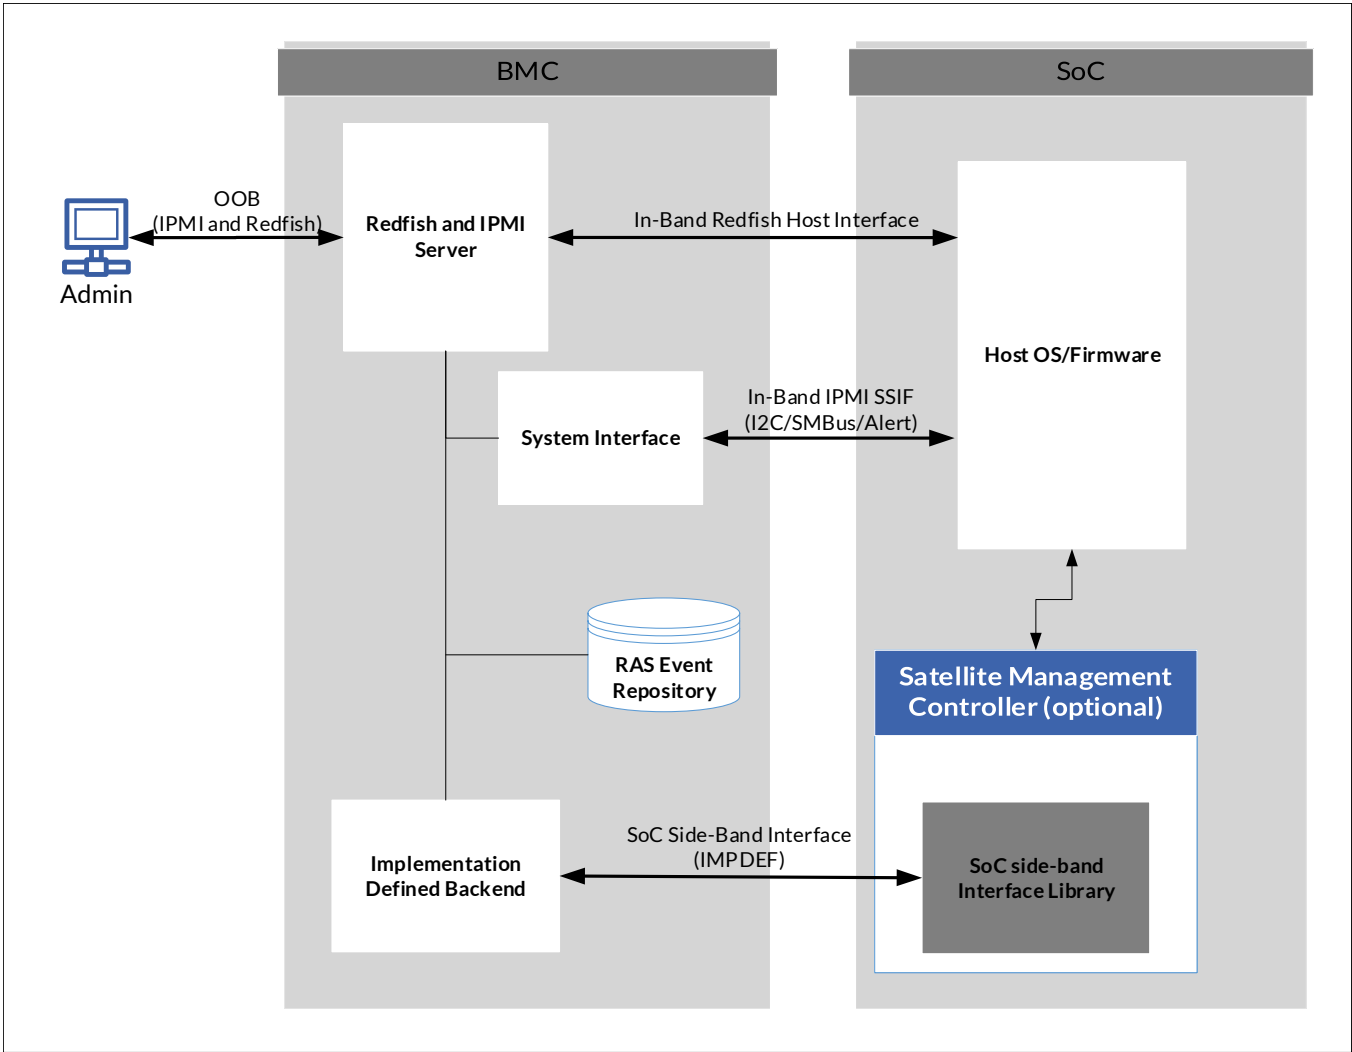 BMC
SoC
OOB
(IPMI and Redfish)
Admin
Redfish and IPMI
Server
In-Band Redfish Host Interface
Host OS/Firmware
System Interface
In-Band IPMI SSIF
(I2C/SMBus/Alert)
RAS Event
Repository
Satellite Management
Controller (optional)
Implementation
Defined Backend
SoC Side-Band Interface
(IMPDEF)
SoC side-band
Interface Library